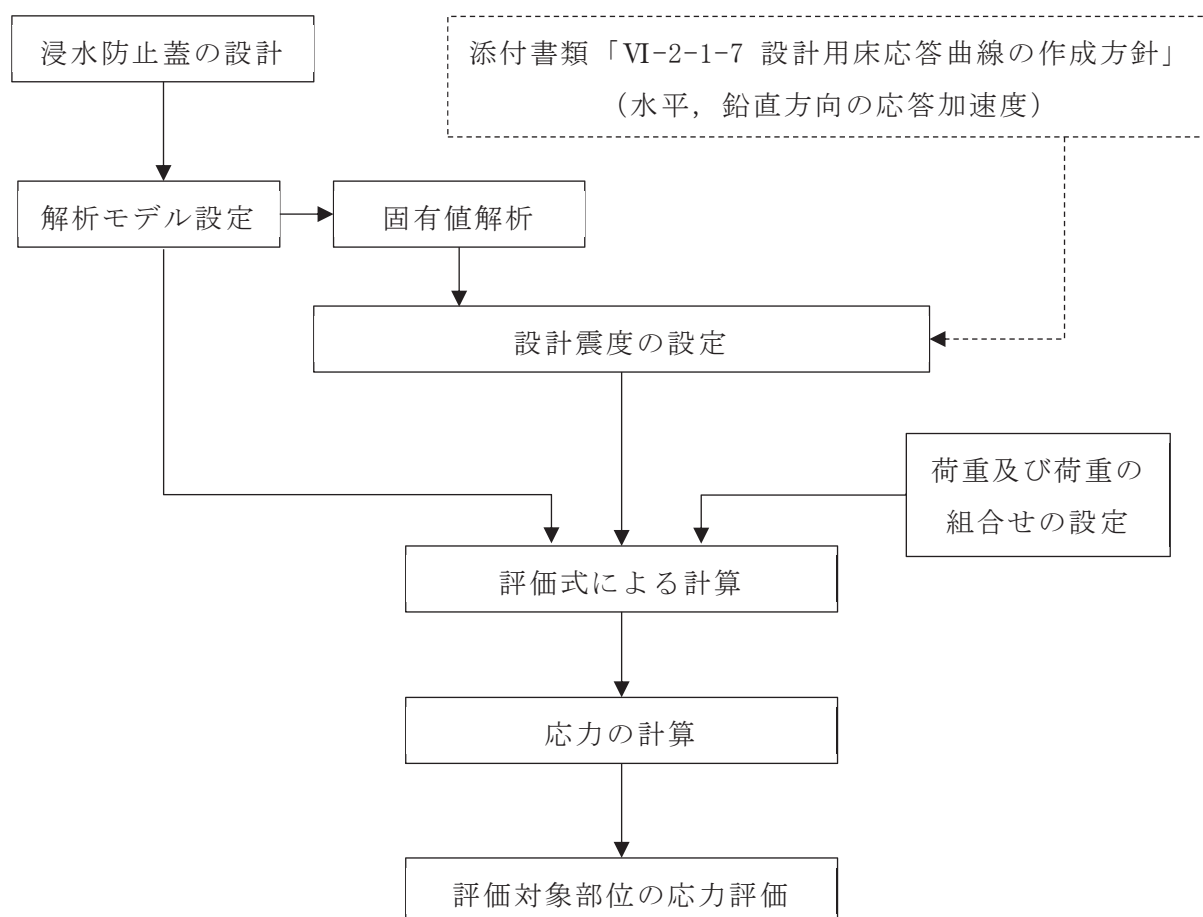 浸水防止蓋の設計
添付書類「Ⅵ-2-1-7 設計用床応答曲線の作成方針」
（水平，鉛直方向の応答加速度）
解析モデル設定
固有値解析
設計震度の設定
荷重及び荷重の
組合せの設定
評価式による計算
応力の計算
評価対象部位の応力評価